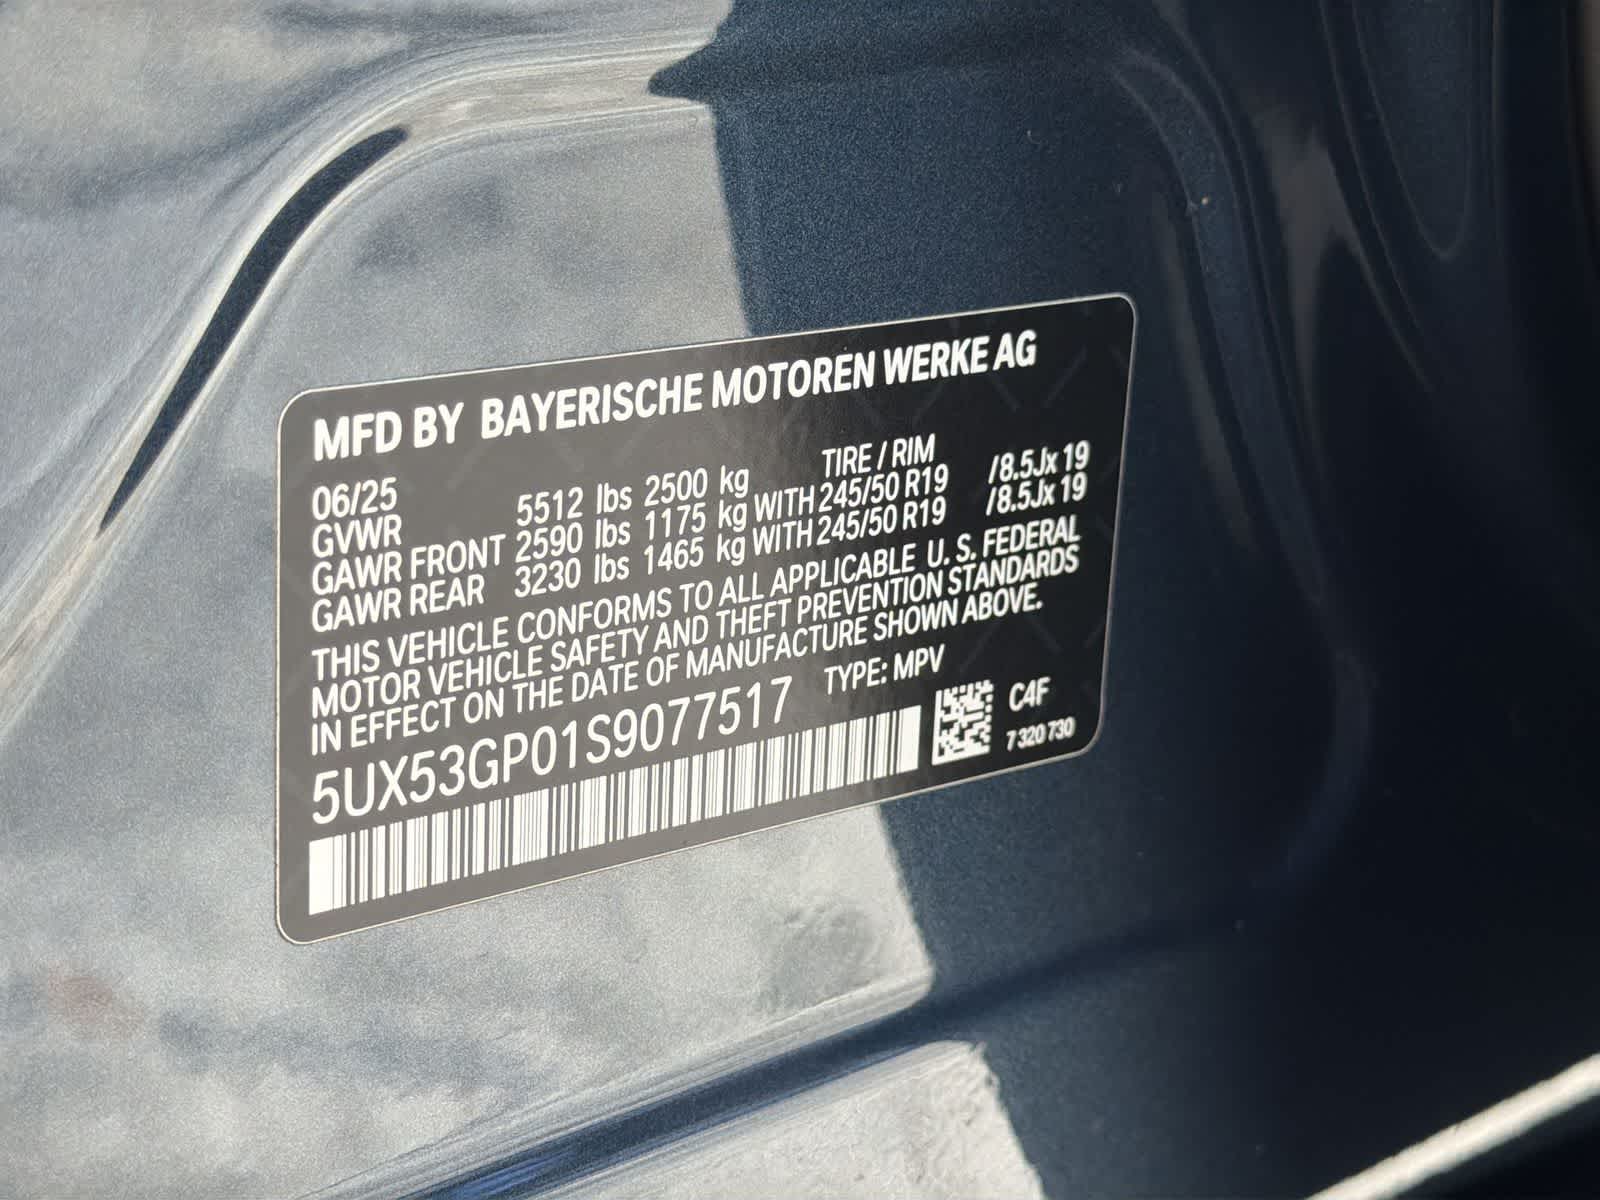 MFD BY BAYERISCHE MOTOREN WERKE AG
06/25 TIRE / RIM
GVWR 5512 lbs 2500 kg
GAWR FRONT 2590 lbs 1175 kg WITH 245/50 R19 /8.5Jx 19
GAWR REAR 3230 lbs 1465 kg WITH 245/50 R19 /8.5Jx 19
THIS VEHICLE CONFORMS TO ALL APPLICABLE U. S. FEDERAL
MOTOR VEHICLE SAFETY AND THEFT PREVENTION STANDARDS
IN EFFECT ON THE DATE OF MANUFACTURE SHOWN ABOVE.
5UX53GP01S9077517 TYPE: MPV
C4F
7 320 730